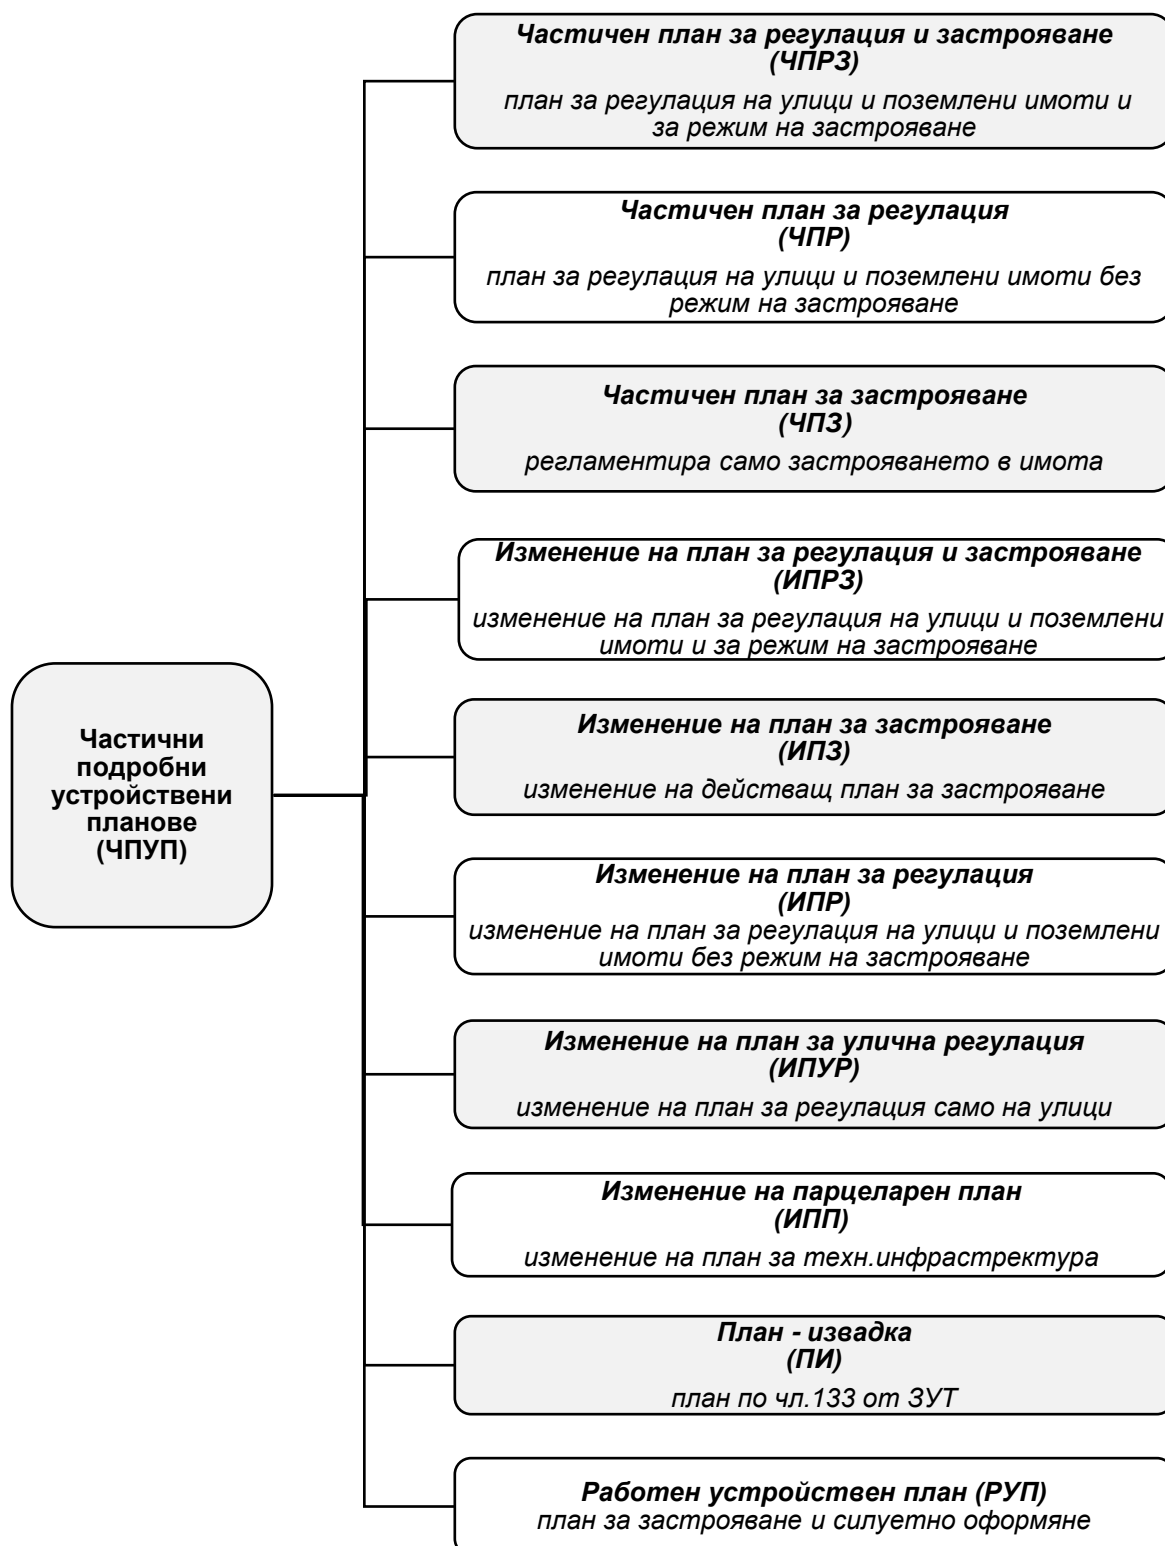 Частичен план за регулация и застрояване
(ЧПРЗ)
план за регулация на улици и поземлени имоти и
за режим на застрояване
Частичен план за регулация
(ЧПР)
план за регулация на улици и поземлени имоти без
режим на застрояване
Частичен план за застрояване
(ЧПЗ)
регламентира само застрояването в имота
Изменение на план за регулация и застрояване
(ИПРЗ)
изменение на план за регулация на улици и поземлени
имоти и за режим на застрояване
Частични
подробни
устройствени
планове
(ЧПУП)
Изменение на план за застрояване
(ИПЗ)
изменение на действащ план за застрояване
Изменение на план за регулация
(ИПР)
изменение на план за регулация на улици и поземлени
имоти без режим на застрояване
Изменение на план за улична регулация
(ИПУР)
изменение на план за регулация само на улици
Изменение на парцеларен план
(ИПП)
изменение на план за техн.инфрастректура
План - извадка
(ПИ)
план по чл.133 от ЗУТ
Работен устройствен план (РУП)
план за застрояване и силуетно оформяне